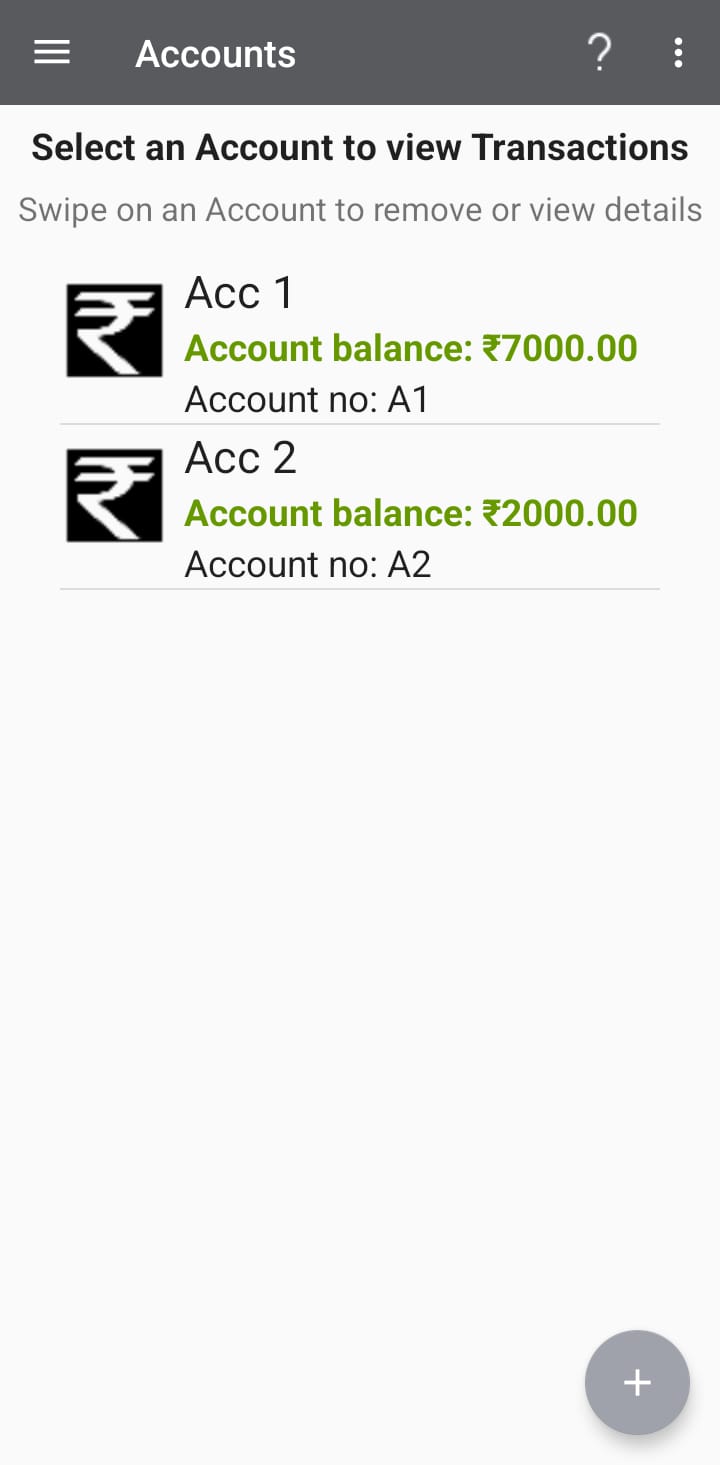 Accounts ?
Select an Account to view Transactions
Swipe on an Account to remove or view details
₹ Acc 1
Account balance: ₹7000.00
Account no: A1
₹ Acc 2
Account balance: ₹2000.00
Account no: A2
+